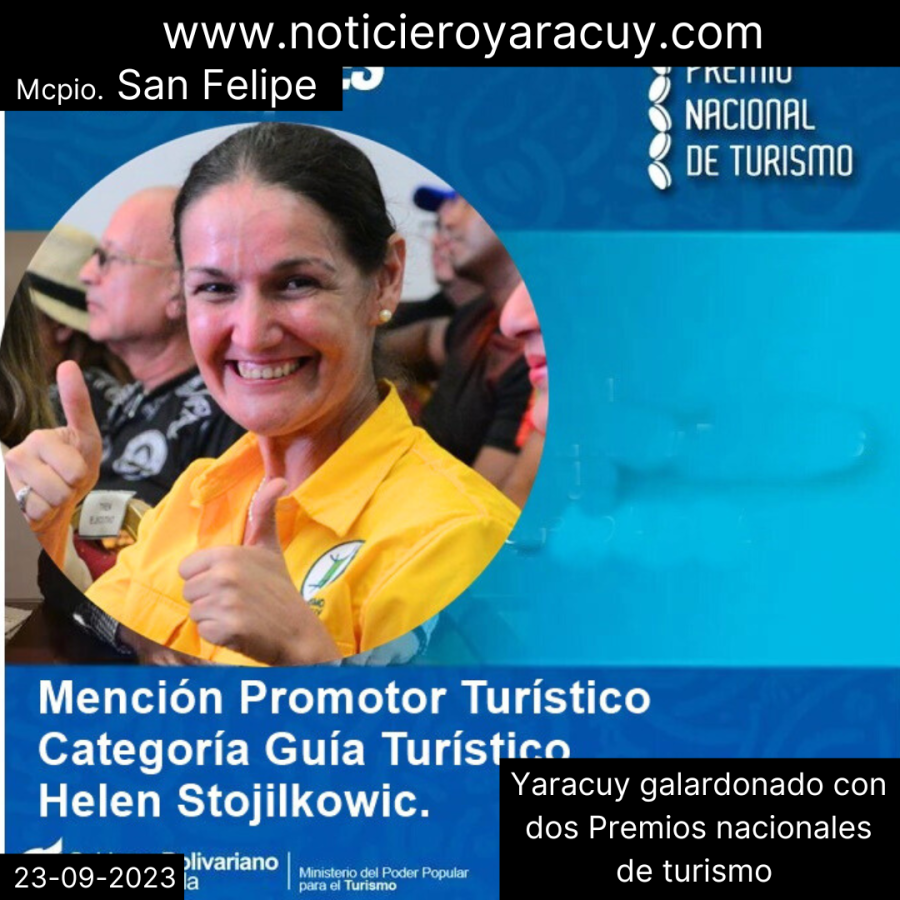 www.noticieroyaracuy.com
Mcpio. San Felipe
PREMIO
NACIONAL
DE TURISMO
Mención Promotor Turístico
Categoría Guía Turístico
Helen Stojilkowic.
Yaracuy galardonado con
dos Premios nacionales
de turismo
Bolivariano
Ministerio del Poder Popular
para el Turismo
23-09-2023